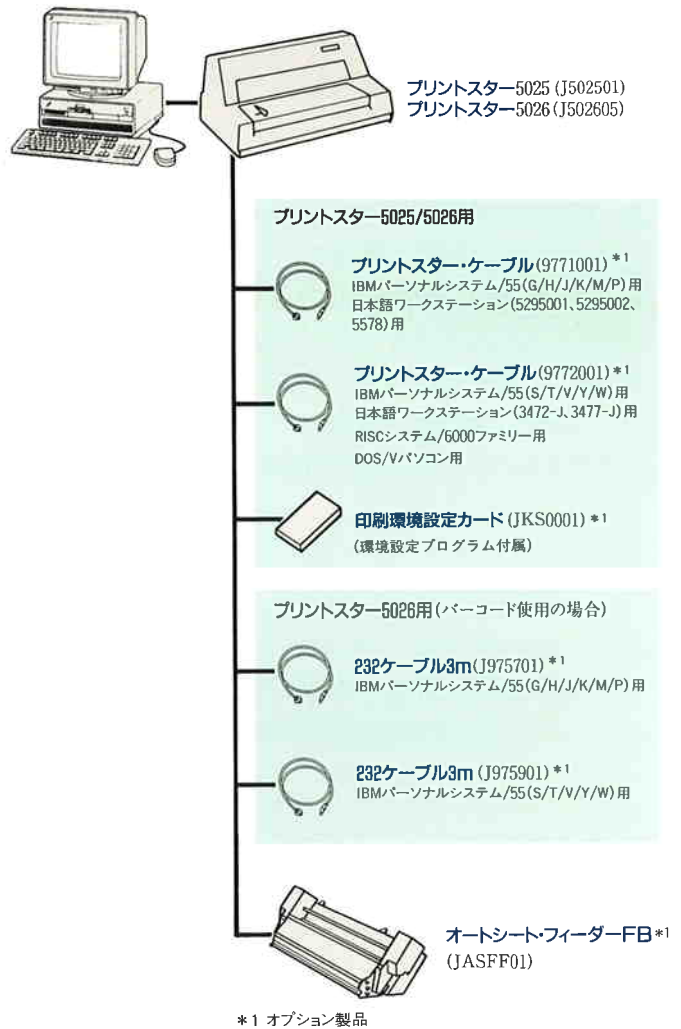 プリントスター5025(J502501)
プリントスター5026(J502605)
プリントスター5025/5026用
プリントスター・ケーブル(9771001)*1
IBMパーソナルシステム/55(G/H/J/K/M/P)用
日本語ワークステーション(5295001、5295002、
5578)用
プリントスター・ケーブル(9772001)*1
IBMパーソナルシステム/55(S/T/V/Y/W)用
日本語ワークステーション(3472-J、3477-J)用
RISCシステム/6000ファミリー用
DOS/Vパソコン用
印刷環境設定カード(JKS0001)*1
(環境設定プログラム付属)
プリントスター5026用(バーコード使用の場合)
232ケーブル3m(J975701)*1
IBMパーソナルシステム/55(G/H/J/K/M/P)用
232ケーブル3m(J975901)*1
IBMパーソナルシステム/55(S/T/V/Y/W)用
オートシート・フィーダーFB*1
(JASFF01)
*1 オプション製品